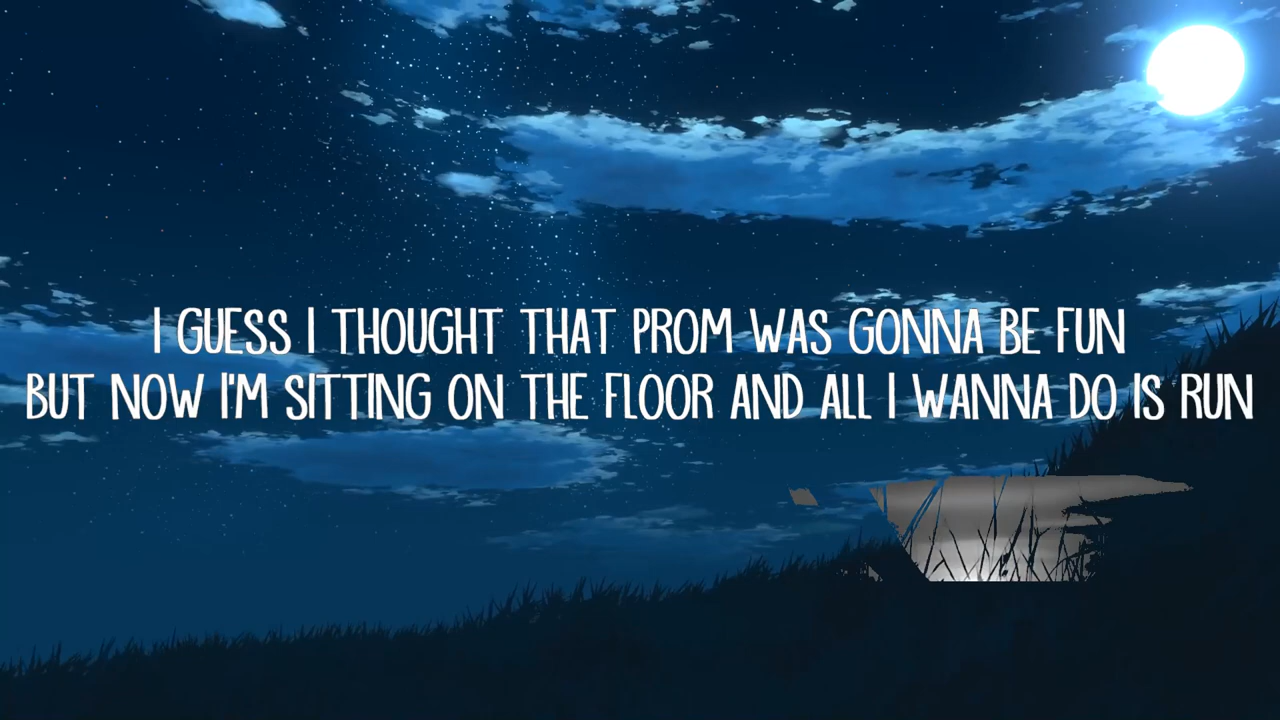 I GUESS I THOUGHT THAT PROM WAS GONNA BE FUN
BUT NOW I'M SITTING ON THE FLOOR AND ALL I WANNA DO IS RUN